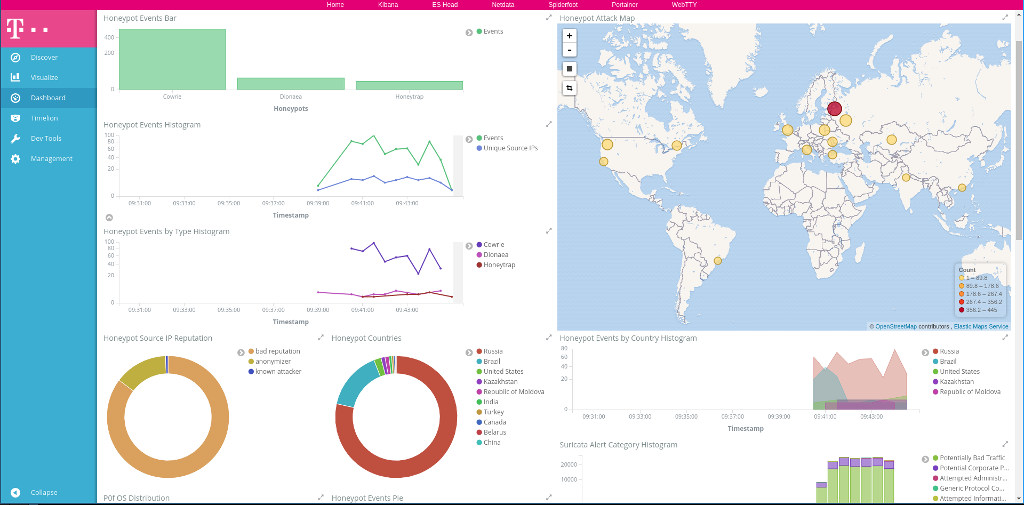 Home Kibana ES Head Netdata Spiderfoot Portainer WebTTY
T
Discover
Visualize
Dashboard
Timelion
Dev Tools
Management
Collapse
Honeypot Events Bar
400
200
0
Cowrie Dionaea Honeytrap
Honeypots
Events
Honeypot Events Histogram
100
80
60
40
20
0
09:31:00 09:33:00 09:35:00 09:37:00 09:39:00 09:41:00 09:43:00
Timestamp
Events
Unique Source IPs
Honeypot Events by Type Histogram
100
80
60
40
20
0
09:31:00 09:33:00 09:35:00 09:37:00 09:39:00 09:41:00 09:43:00
Timestamp
Cowrie
Dionaea
Honeytrap
Honeypot Source IP Reputation
bad reputation
anonymizer
known attacker
Honeypot Countries
Russia
Brazil
United States
Kazakhstan
Republic of Moldova
India
Turkey
Canada
Belarus
China
P0f OS Distribution
Honeypot Events Pie
Honeypot Attack Map
+
-
Count
1 – 89.8
89.8 – 178.6
178.6 – 267.4
267.4 – 356.2
356.2 – 445
© OpenStreetMap contributors , Elastic Maps Service
Honeypot Events by Country Histogram
80
60
40
20
0
09:31:00 09:33:00 09:35:00 09:37:00 09:39:00 09:41:00 09:43:00
Timestamp
Russia
Brazil
United States
Kazakhstan
Republic of Moldova
Suricata Alert Category Histogram
20000
10000
Potentially Bad Traffic
Potential Corporate P...
Attempted Administr...
Generic Protocol Co...
Attempted Informati...